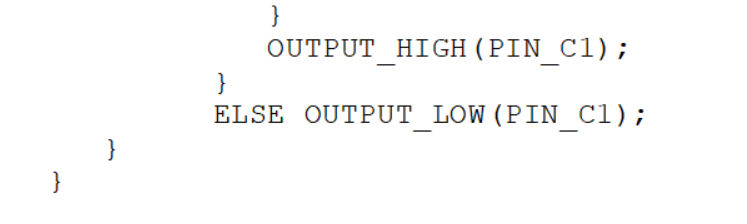 }
OUTPUT_HIGH(PIN_C1);
}
ELSE OUTPUT_LOW(PIN_C1);
}
}